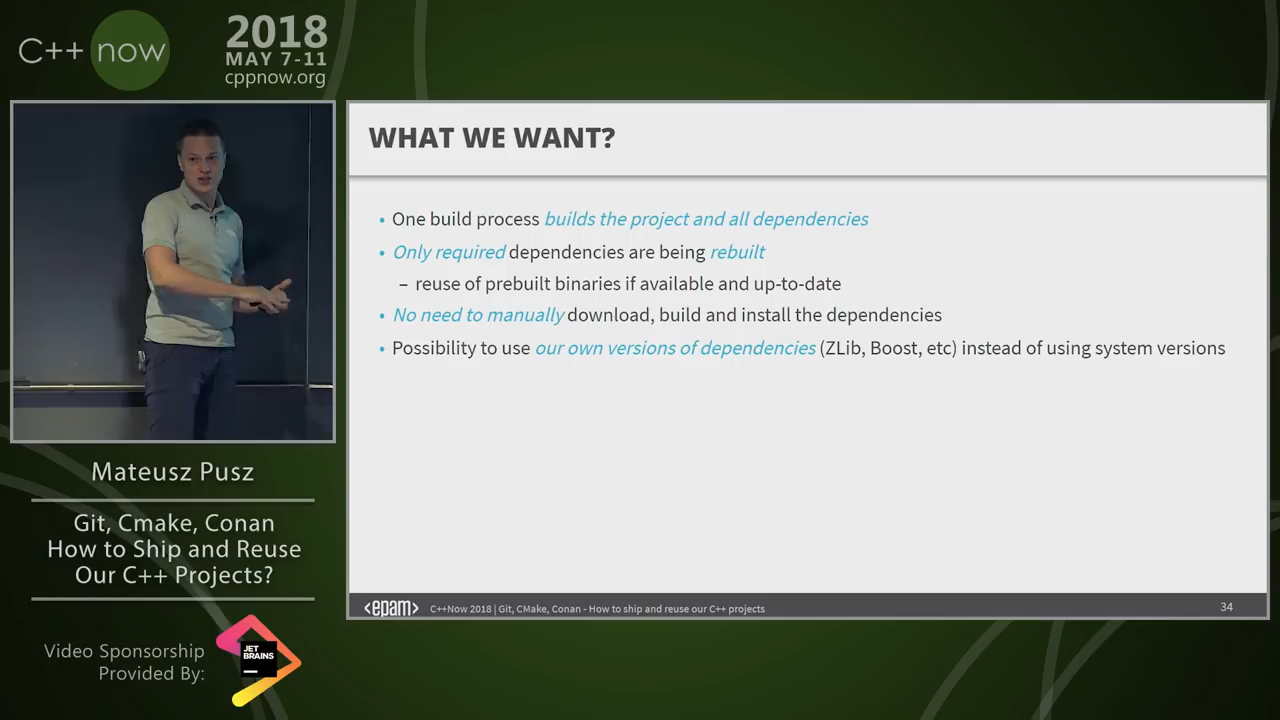 C++ now
2018
MAY 7-11
cppnow.org
WHAT WE WANT?
• One build process builds the project and all dependencies
• Only required dependencies are being rebuilt
– reuse of prebuilt binaries if available and up-to-date
• No need to manually download, build and install the dependencies
• Possibility to use our own versions of dependencies (ZLib, Boost, etc) instead of using system versions
<epam> C++Now 2018 | Git, CMake, Conan - How to ship and reuse our C++ projects 34
Mateusz Pusz
Git, Cmake, Conan
How to Ship and Reuse
Our C++ Projects?
Video Sponsorship
Provided By:
JET
BRAINS